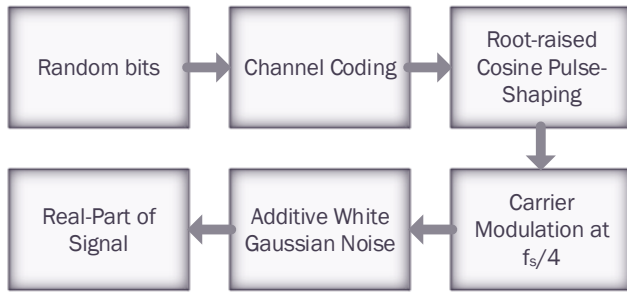 Random bits
Channel Coding
Root-raised
Cosine Pulse-
Shaping
Carrier
Modulation at
fₛ/4
Additive White
Gaussian Noise
Real-Part of
Signal